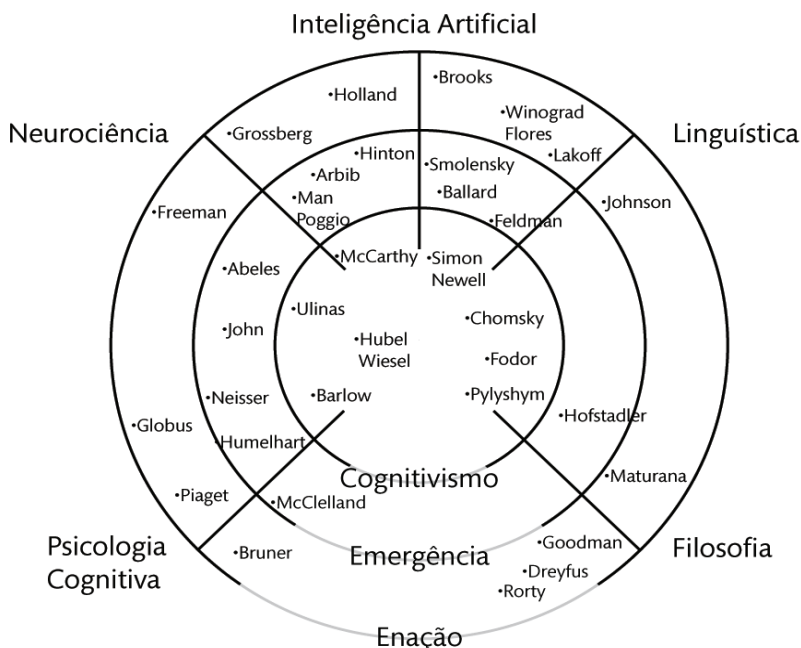 Inteligência Artificial
•Brooks
•Holland
•Winograd
Flores
Neurociência
•Grossberg
Linguística
•Hinton
•Lakoff
•Smolensky
•Arbib
•Ballard
•Man
Poggio
•Johnson
•Freeman
•Feldman
•McCarthy
•Simon
Newell
•Abeles
•Ulinas
•Chomsky
•John
•Hubel
Wiesel
•Fodor
•Neisser
•Barlow
•Pylyshym
•Hofstadler
•Globus
•Humelhart
Cognitivismo
•Maturana
•Piaget
•McClelland
Psicologia
Cognitiva
•Bruner
Emergência
•Goodman
Filosofia
•Dreyfus
•Rorty
Enação